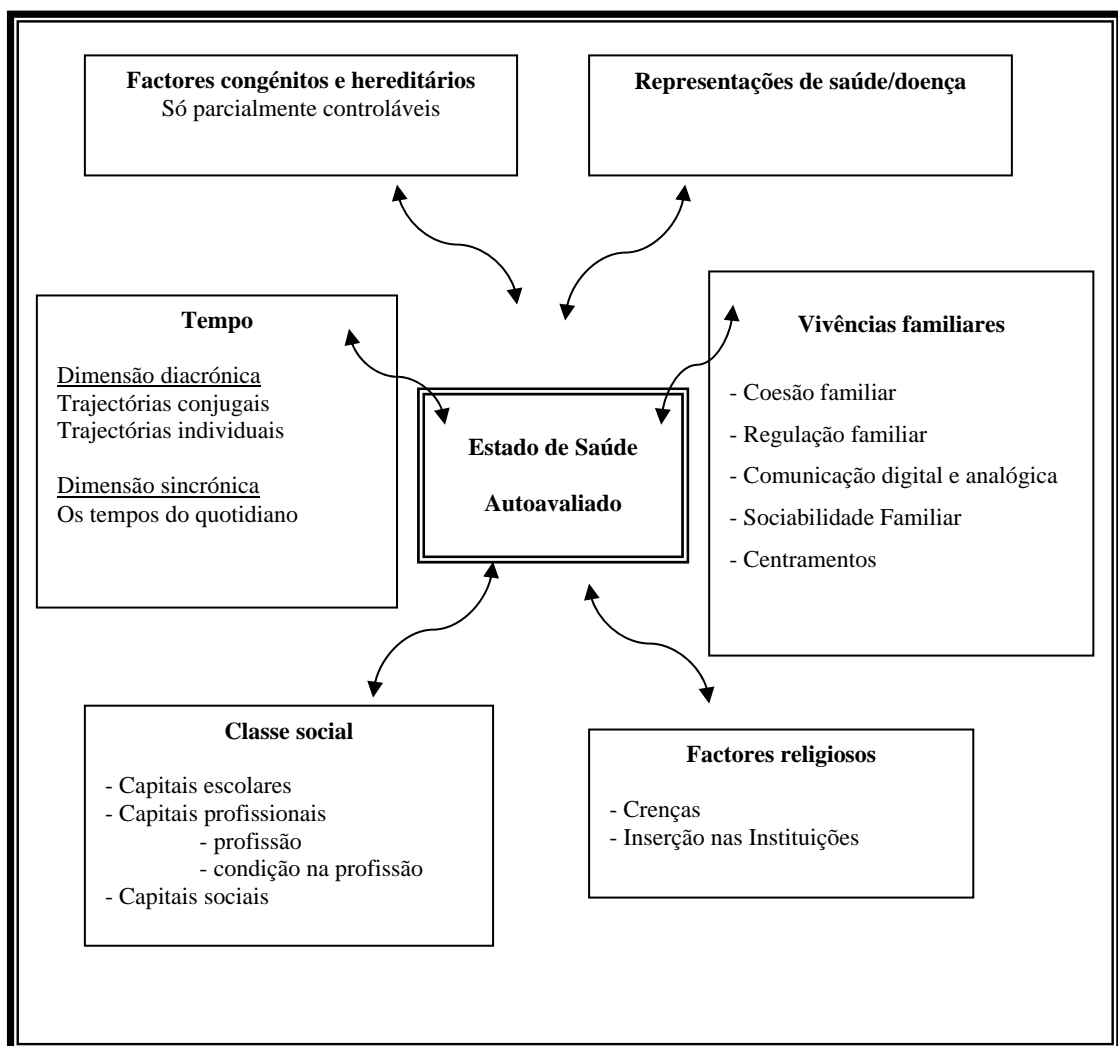 Factores congénitos e hereditários
Só parcialmente controláveis
Representações de saúde/doença
Tempo
Dimensão diacrónica
Trajectórias conjugais
Trajectórias individuais
Dimensão sincrónica
Os tempos do quotidiano
Estado de Saúde
Autoavaliado
Vivências familiares
- Coesão familiar
- Regulação familiar
- Comunicação digital e analógica
- Sociabilidade Familiar
- Centramentos
Classe social
- Capitais escolares
- Capitais profissionais
- profissão
- condição na profissão
- Capitais sociais
Factores religiosos
- Crenças
- Inserção nas Instituições